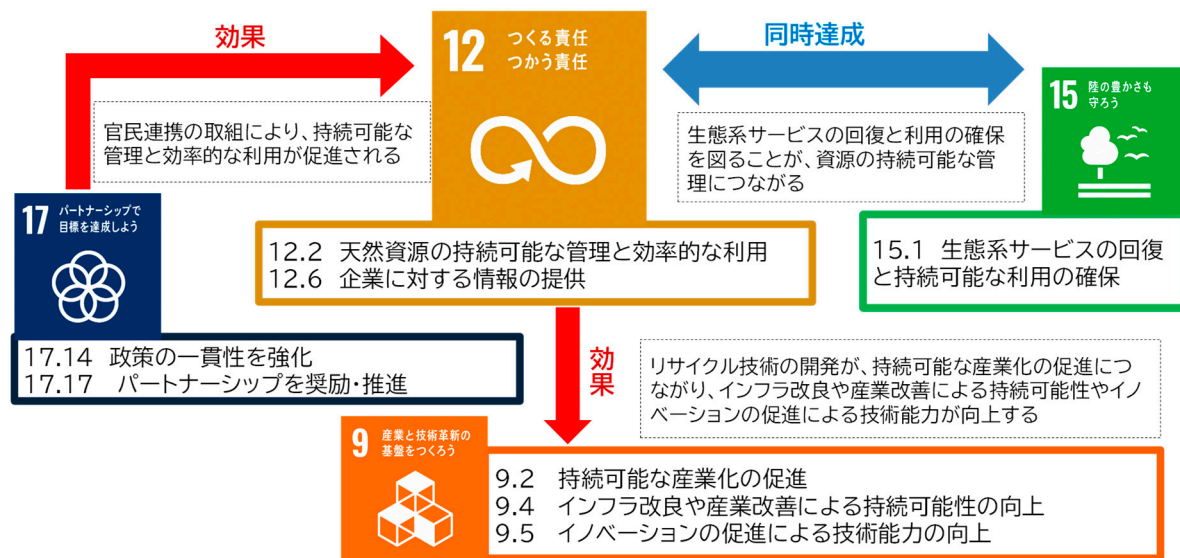 効果
12 つくる責任
つかう責任
同時達成
15 陸の豊かさも
守ろう
官民連携の取組により、持続可能な
管理と効率的な利用が促進される
生態系サービスの回復と利用の確保
を図ることが、資源の持続可能な管
理につながる
17 パートナーシップで
目標を達成しよう
12.2 天然資源の持続可能な管理と効率的な利用
12.6 企業に対する情報の提供
15.1 生態系サービスの回復
と持続可能な利用の確保
17.14 政策の一貫性を強化
17.17 パートナーシップを奨励・推進
効果
リサイクル技術の開発が、持続可能な産業化の促進につ
ながり、インフラ改良や産業改善による持続可能性やイノ
ベーションの促進による技術能力が向上する
9 産業と技術革新の
基盤をつくろう
9.2 持続可能な産業化の促進
9.4 インフラ改良や産業改善による持続可能性の向上
9.5 イノベーションの促進による技術能力の向上